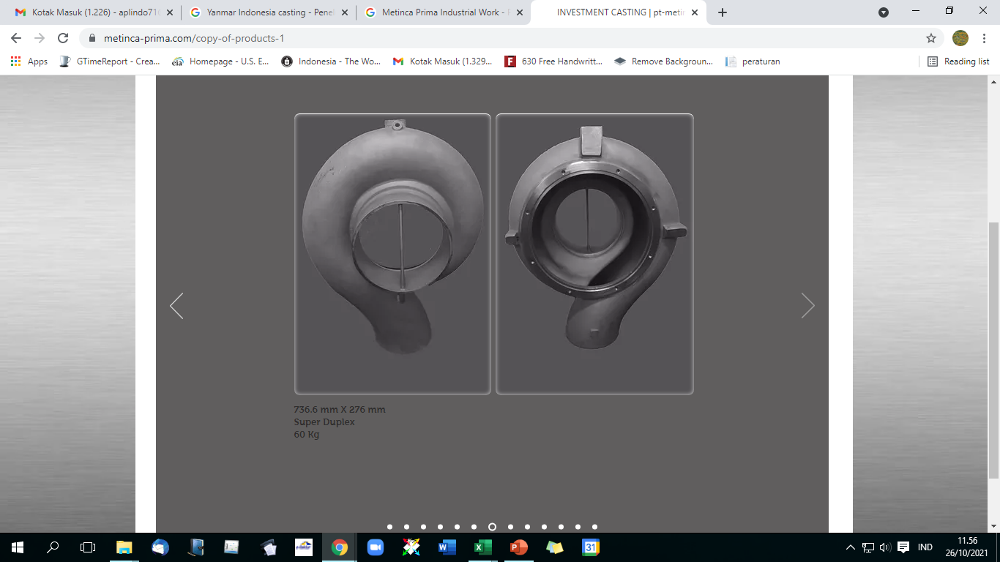 Kotak Masuk (1.226) - aplindo71
Yanmar Indonesia casting - Pene
Metinca Prima Industrial Work -
INVESTMENT CASTING | pt-metin
metinca-prima.com/copy-of-products-1
Apps
GTimeReport - Crea...
eia
Homepage - U.S. E...
Indonesia - The Wo...
Kotak Masuk (1.329...
F
630 Free Handwritt...
Remove Backgroun...
peraturan
Reading list
736.6 mm X 276 mm
Super Duplex
60 Kg
W
X
P
31
IND
11.56
26/10/2021